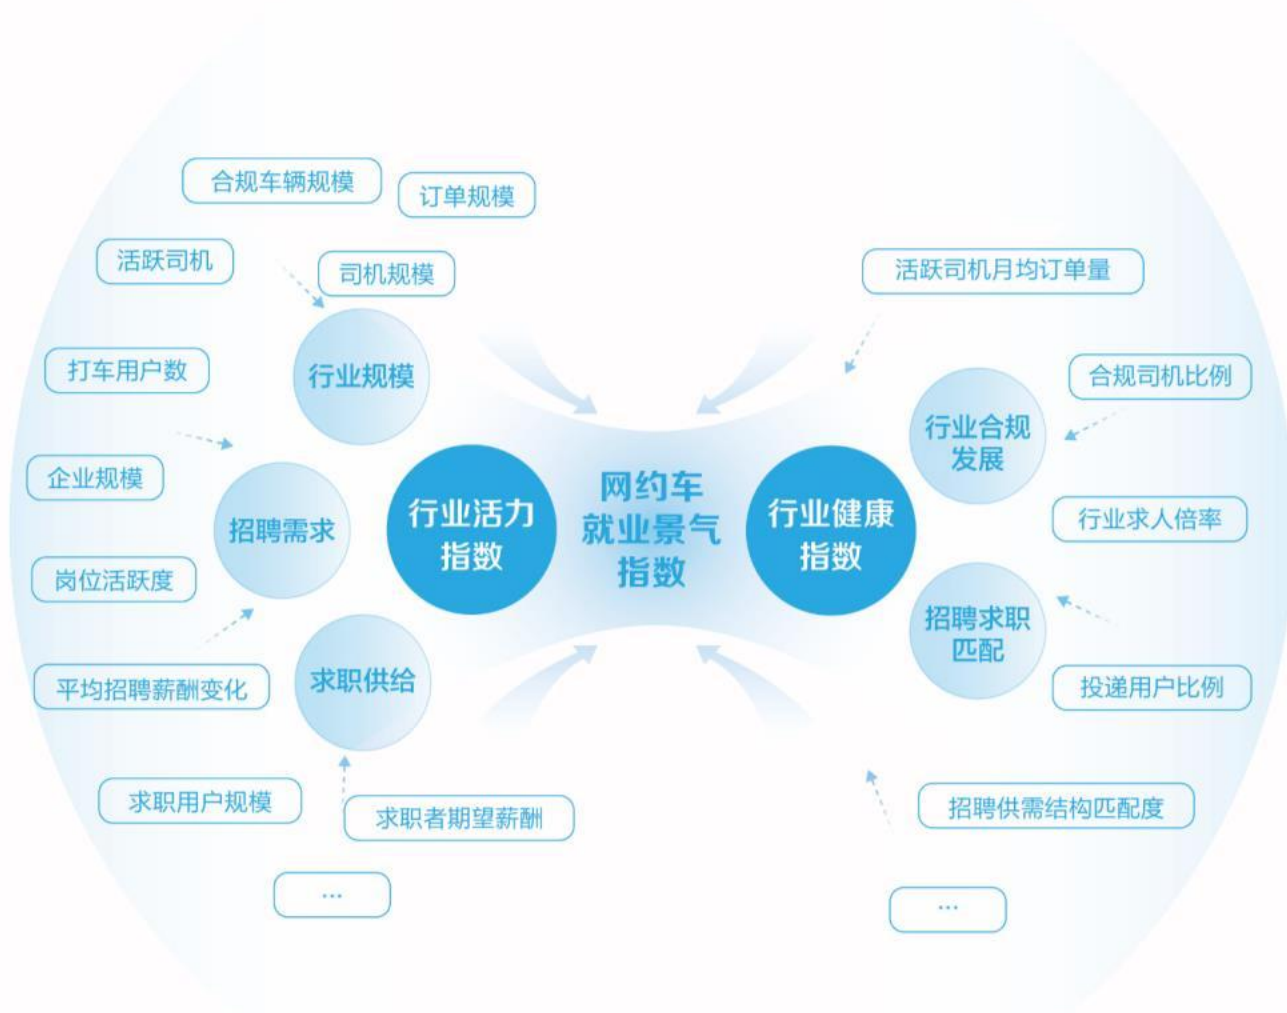 合规车辆规模
订单规模
活跃司机
司机规模
打车用户数
行业规模
企业规模
招聘需求
岗位活跃度
平均招聘薪酬变化
求职供给
求职用户规模
求职者期望薪酬
...
行业活力
指数
网约车
就业景气
指数
行业健康
指数
活跃司机月均订单量
合规司机比例
行业合规
发展
行业求人倍率
招聘求职
匹配
投递用户比例
招聘供需结构匹配度
...